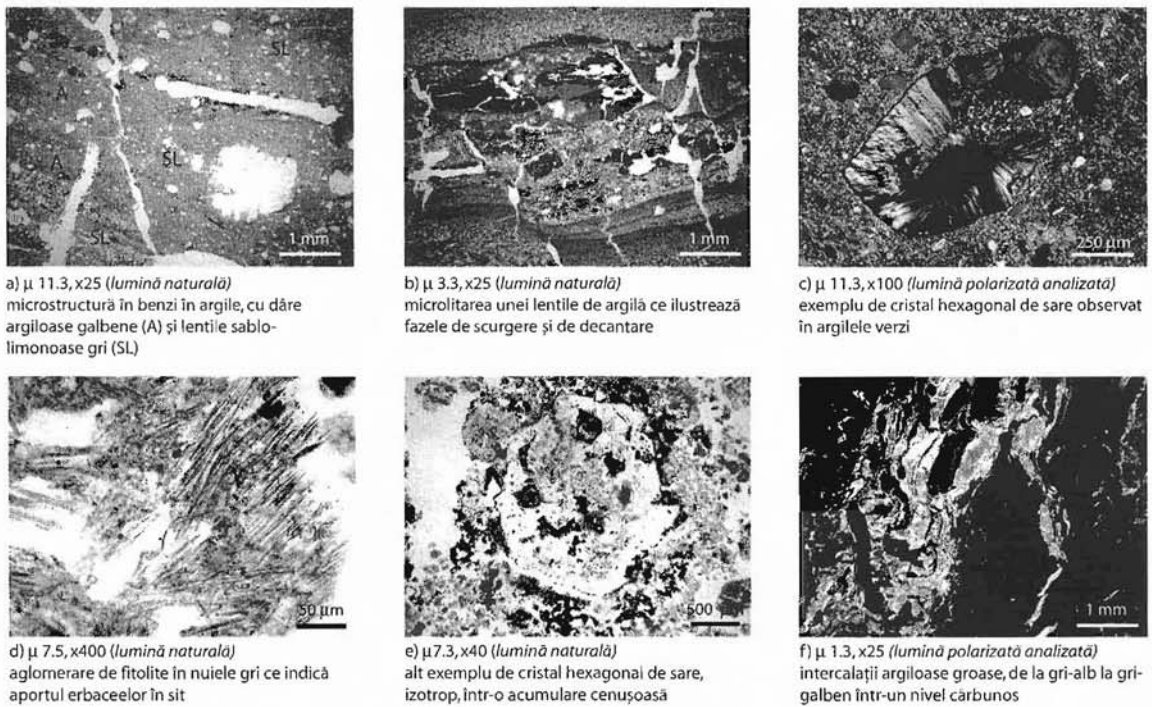 SL
A
A
SL
SL
SL
1 mm
1 mm
250 µm
a) µ 11.3, x25 (lumină naturală)
microstructură în benzi în argile, cu dâre
argiloase galbene (A) și lentile sablo-
limonoase gri (SL)
b) µ 3.3, x25 (lumină naturală)
microlitarea unei lentile de argilă ce ilustrează
fazele de scurgere și de decantare
c) µ 11.3, x100 (lumină polarizată analizată)
exemplu de cristal hexagonal de sare observat
în argilele verzi
50 µm
500 µm
1 mm
d) µ 7.5, x400 (lumină naturală)
aglomerare de fitolite în nuiele gri ce indică
aportul erbaceelor în sit
e) µ7.3, x40 (lumină naturală)
alt exemplu de cristal hexagonal de sare,
izotrop, într-o acumulare cenușoasă
f) µ 1.3, x25 (lumină polarizată analizată)
intercalații argiloase groase, de la gri-alb la gri-
galben într-un nivel cărbunos